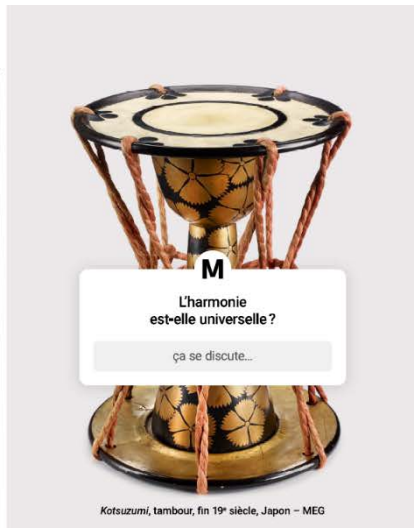 M
L'harmonie
est-elle universelle ?
ça se discute...
Kotsuzumi, tambour, fin 19ᵉ siècle, Japon – MEG